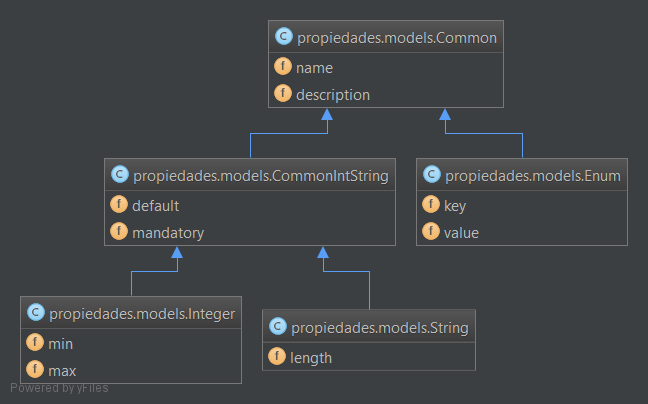 C propiedades.models.Common
f name
f description
C propiedades.models.CommonIntString
f default
f mandatory
C propiedades.models.Enum
f key
f value
C propiedades.models.Integer
f min
f max
C propiedades.models.String
f length
Powered by yFiles